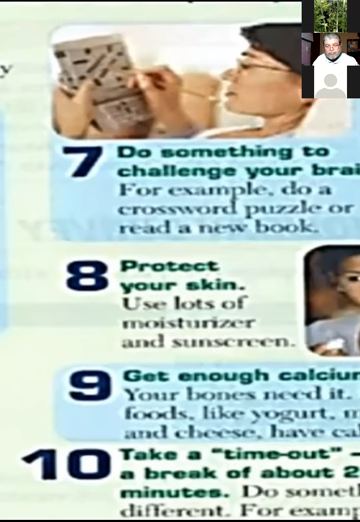 y
7 Do something to
challenge your brai
For example, do a
crossword puzzle or
read a new book.
8 Protect
your skin.
Use lots of
moisturizer
and sunscreen.
9 Get enough calcium
Your bones need it.
foods, like yogurt, m
and cheese, have cal
10 Take a "time-out" –
a break of about 2
minutes. Do someth
different. For examp